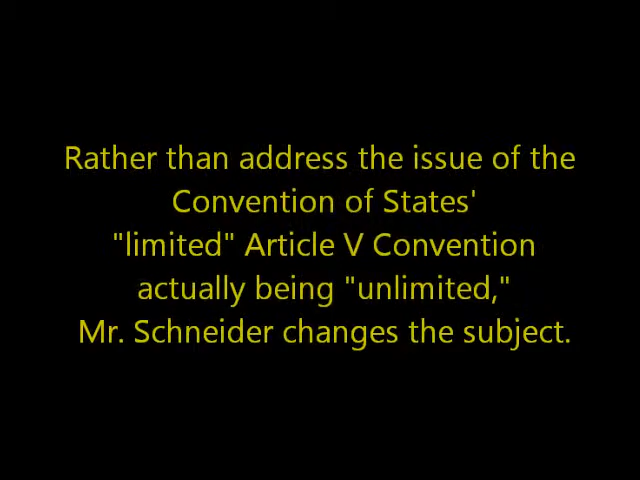 Rather than address the issue of the
Convention of States'
"limited" Article V Convention
actually being "unlimited,"
Mr. Schneider changes the subject.